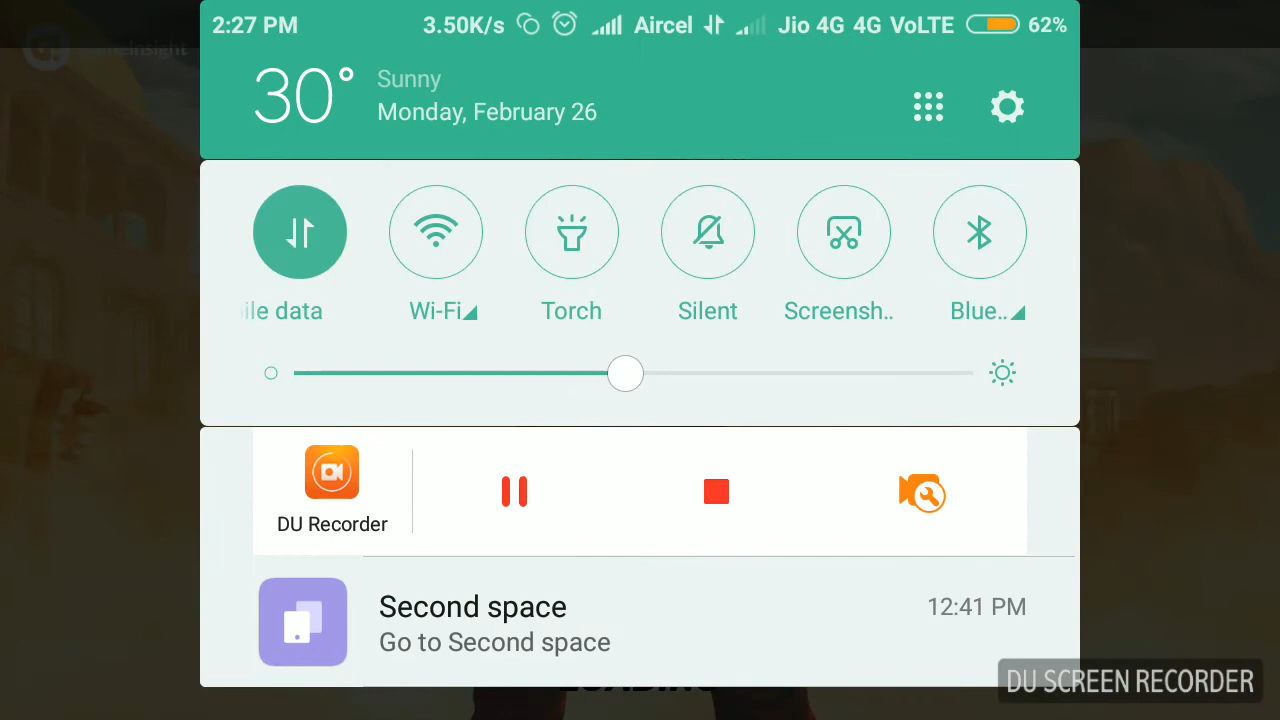 2:27 PM 3.50K/s Aircel Jio 4G 4G VoLTE 62%
30° Sunny
Monday, February 26
ile data Wi-Fi Torch Silent Screensh.. Blue..
DU Recorder
Second space 12:41 PM
Go to Second space
LOADING
DU SCREEN RECORDER